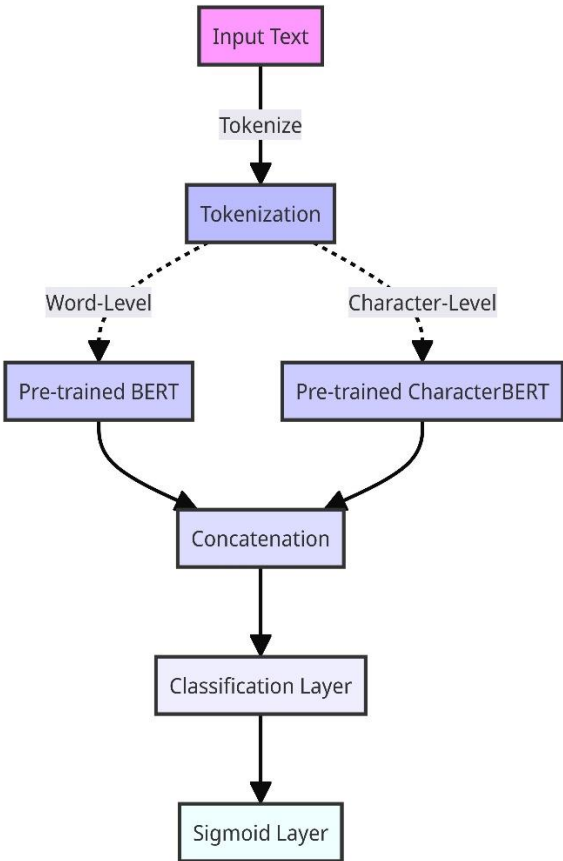 Input Text
Tokenize
Tokenization
Word-Level
Character-Level
Pre-trained BERT
Pre-trained CharacterBERT
Concatenation
Classification Layer
Sigmoid Layer